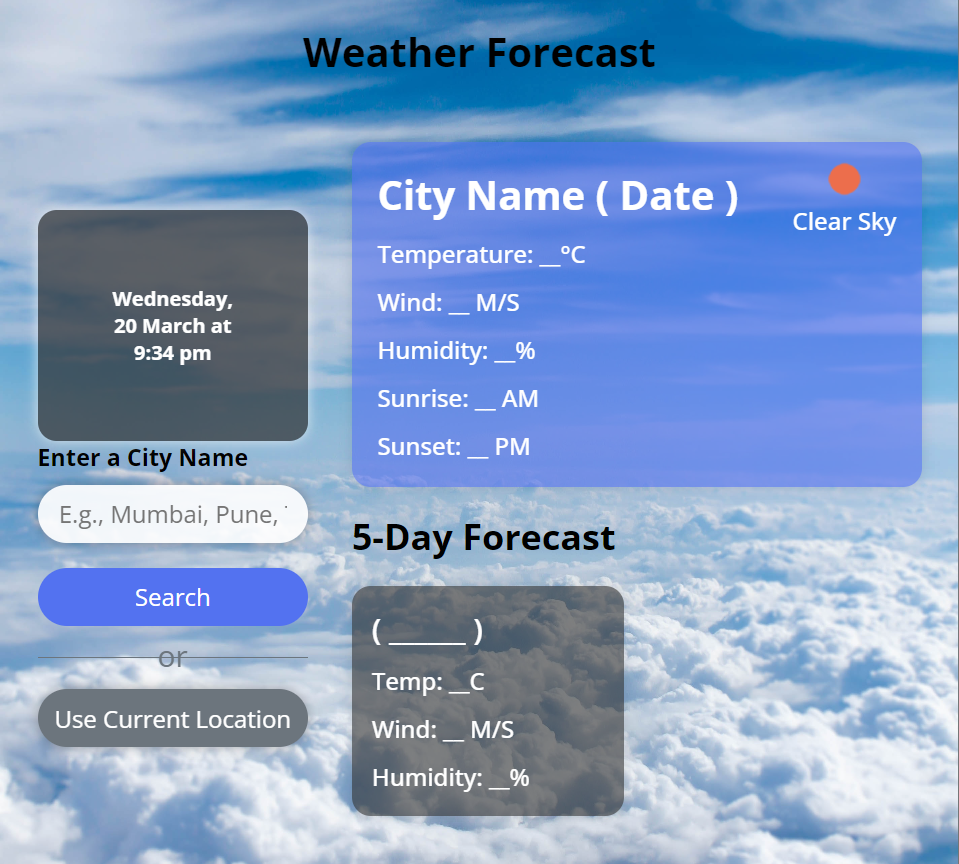 Weather Forecast
Wednesday,
20 March at
9:34 pm
Enter a City Name
E.g., Mumbai, Pune,
Search
or
Use Current Location
City Name ( Date )
Clear Sky
Temperature: __°C
Wind: __ M/S
Humidity: __%
Sunrise: __ AM
Sunset: __ PM
5-Day Forecast
( ______ )
Temp: __C
Wind: __ M/S
Humidity: __%